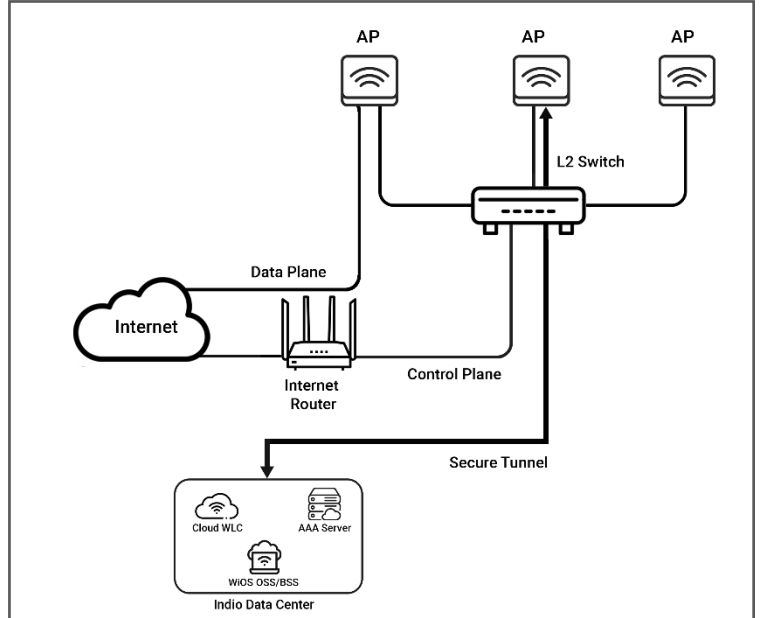 AP
AP
AP
L2 Switch
Data Plane
Internet
Control Plane
Internet
Router
Secure Tunnel
Cloud WLC
AAA Server
WiOS OSS/BSS
Indio Data Center